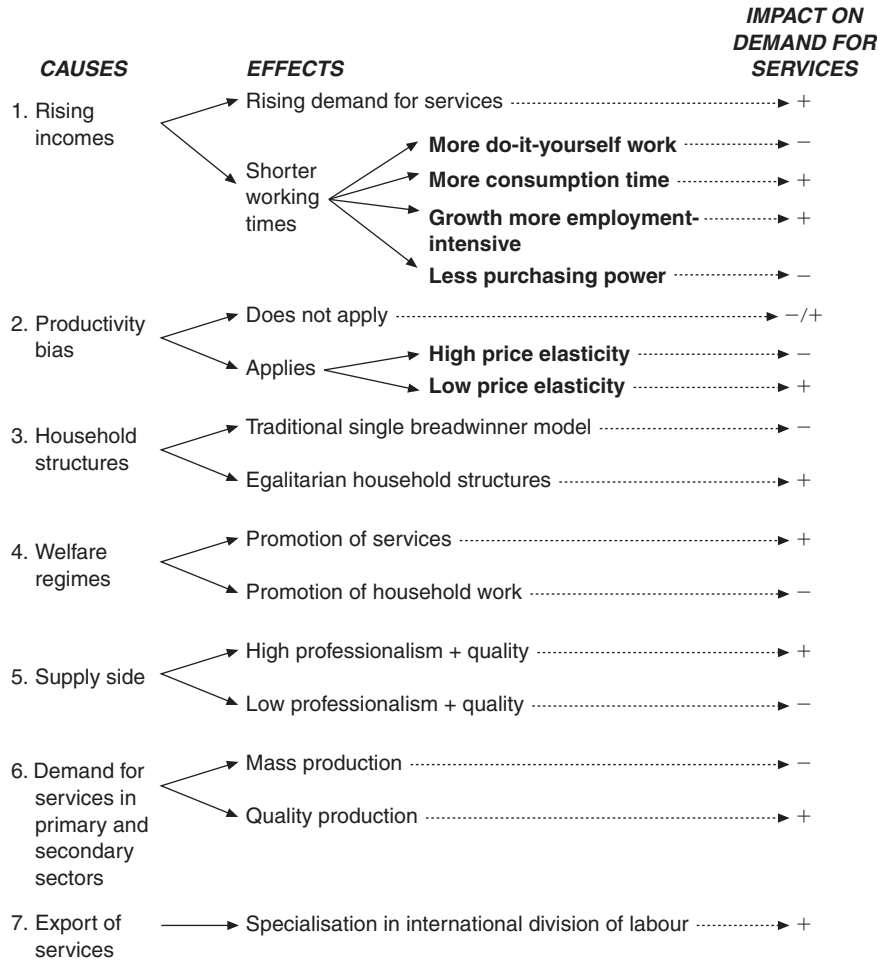 IMPACT ON
DEMAND FOR
CAUSES EFFECTS SERVICES
1. Rising
incomes
Rising demand for services +
Shorter
working
times
More do-it-yourself work −
More consumption time +
Growth more employment-
intensive +
Less purchasing power −
2. Productivity
bias
Does not apply −/+
Applies
High price elasticity −
Low price elasticity +
3. Household
structures
Traditional single breadwinner model −
Egalitarian household structures +
4. Welfare
regimes
Promotion of services +
Promotion of household work −
5. Supply side
High professionalism + quality +
Low professionalism + quality −
6. Demand for
services in
primary and
secondary
sectors
Mass production −
Quality production +
7. Export of
services
Specialisation in international division of labour +